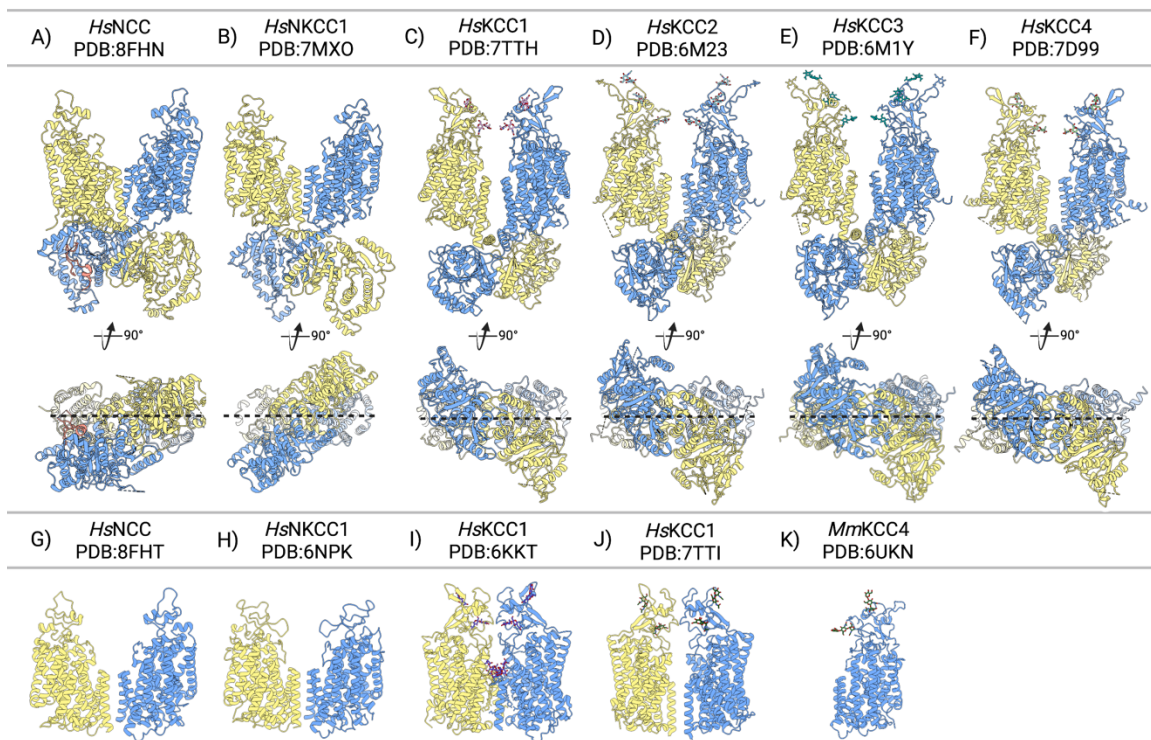 A) HsNCC
PDB:8FHN
B) HsNKCC1
PDB:7MXO
C) HsKCC1
PDB:7TTH
D) HsKCC2
PDB:6M23
E) HsKCC3
PDB:6M1Y
F) HsKCC4
PDB:7D99
90°
90°
90°
90°
90°
90°
G) HsNCC
PDB:8FHT
H) HsNKCC1
PDB:6NPK
I) HsKCC1
PDB:6KKT
J) HsKCC1
PDB:7TTI
K) MmKCC4
PDB:6UKN